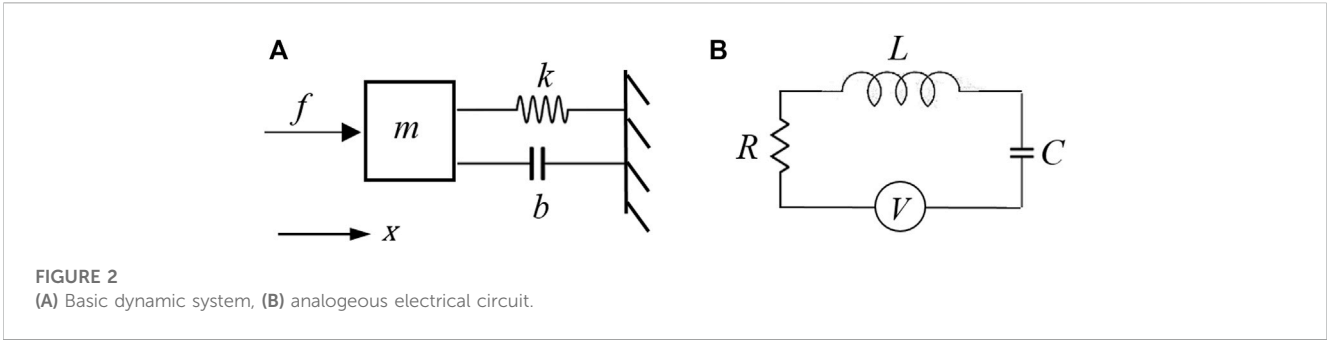 A
B
f
m
k
b
x
L
R
C
V
FIGURE 2
(A) Basic dynamic system, (B) analogeous electrical circuit.